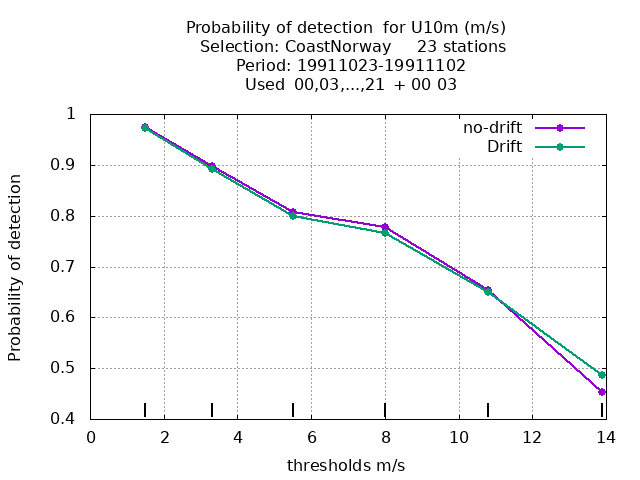 Probability of detection  for U10m (m/s)
Selection: CoastNorway     23 stations
Period: 19911023-19911102
Used  00,03,...,21  + 00 03
no-drift
Drift
Probability of detection
1
0.9
0.8
0.7
0.6
0.5
0.4
0 2 4 6 8 10 12 14
thresholds m/s